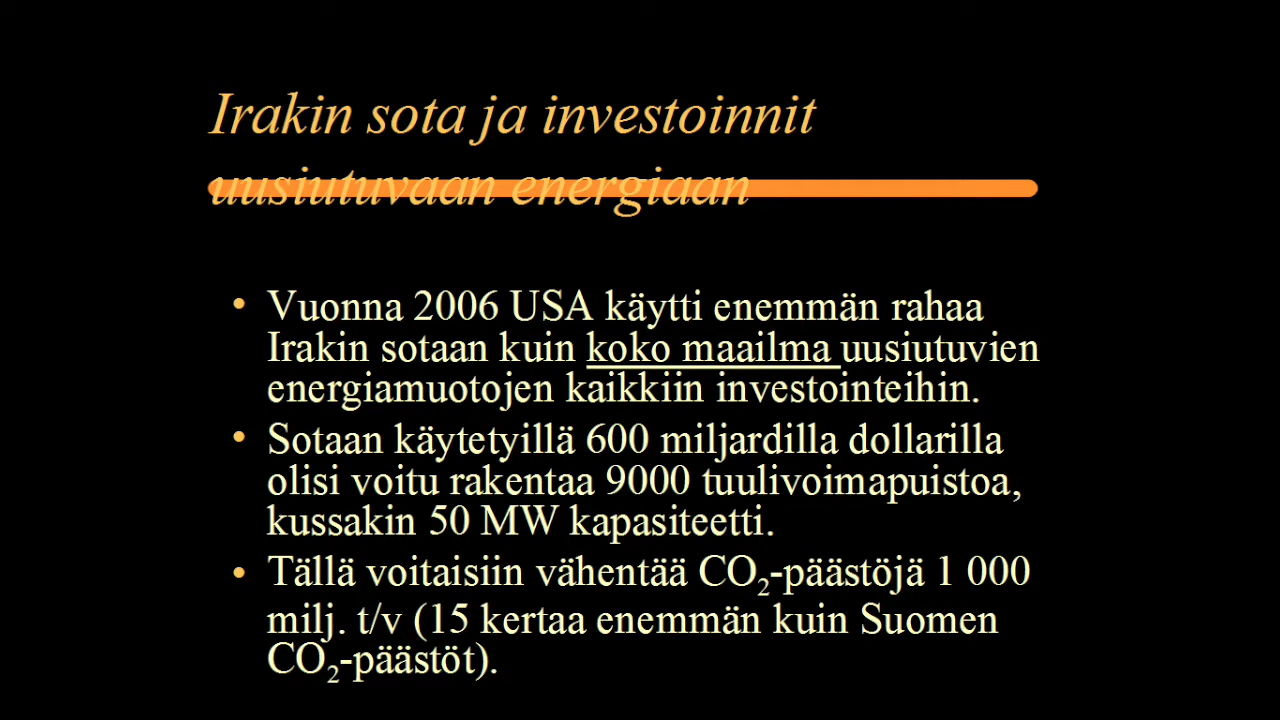 Irakin sota ja investoinnit
uusiutuvaan energiaan
• Vuonna 2006 USA käytti enemmän rahaa
Irakin sotaan kuin koko maailma uusiutuvien
energiamuotojen kaikkiin investointeihin.
• Sotaan käytetyillä 600 miljardilla dollarilla
olisi voitu rakentaa 9000 tuulivoimapuistoa,
kussakin 50 MW kapasiteetti.
• Tällä voitaisiin vähentää CO₂-päästöjä 1 000
milj. t/v (15 kertaa enemmän kuin Suomen
CO₂-päästöt).